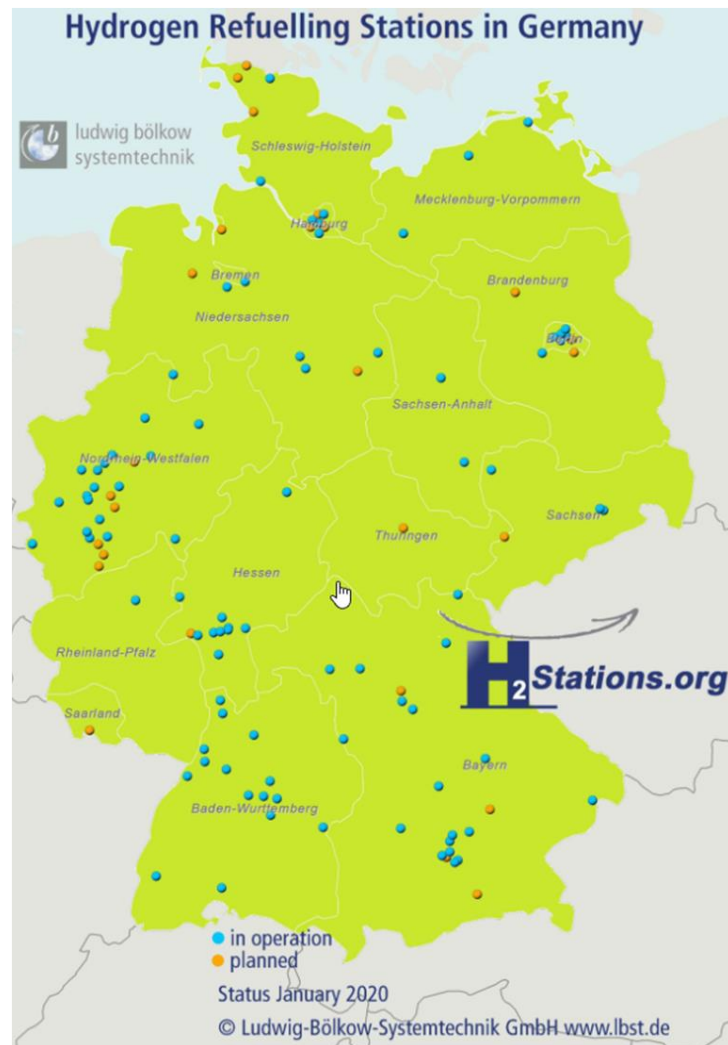 Hydrogen Refuelling Stations in Germany
ludwig bölkow
systemtechnik
Schleswig-Holstein
Mecklenburg-Vorpommern
Hamburg
Bremen
Brandenburg
Niedersachsen
Berlin
Sachsen-Anhalt
Nordrhein-Westfalen
Sachsen
Thüringen
Hessen
Rheinland-Pfalz
H2Stations.org
Saarland
Bayern
Baden-Wurttemberg
in operation
planned
Status January 2020
© Ludwig-Bölkow-Systemtechnik GmbH www.lbst.de